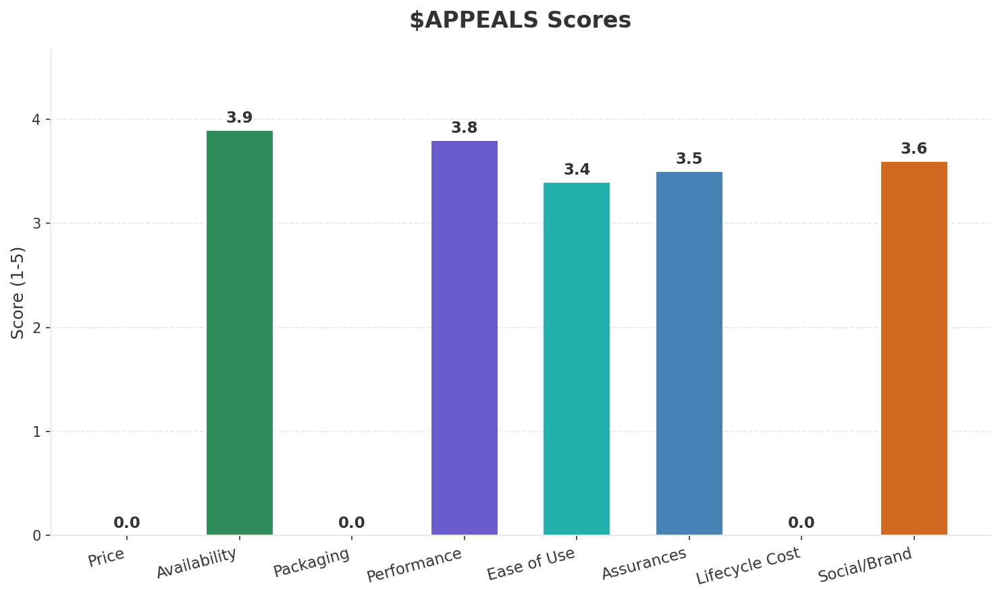 $APPEALS Scores
Score (1-5)
4
3
2
1
0
0.0
3.9
0.0
3.8
3.4
3.5
0.0
3.6
Price
Availability
Packaging
Performance
Ease of Use
Assurances
Lifecycle Cost
Social/Brand